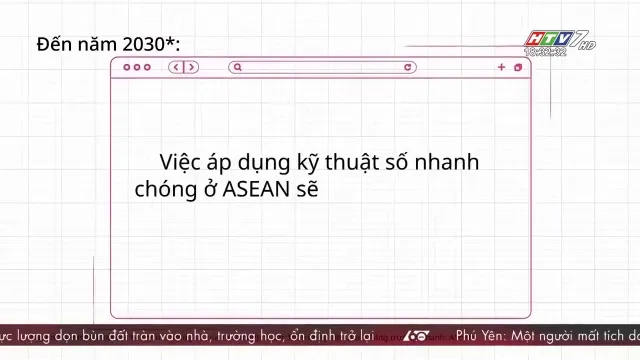 Đến năm 2030*:
HTV7 HD
18:32:32
Việc áp dụng kỹ thuật số nhanh
chóng ở ASEAN sẽ
ực lượng dọn bùn đất tràn vào nhà, trường học, ổn định trở lại
Phú Yên: Một người mất tích do